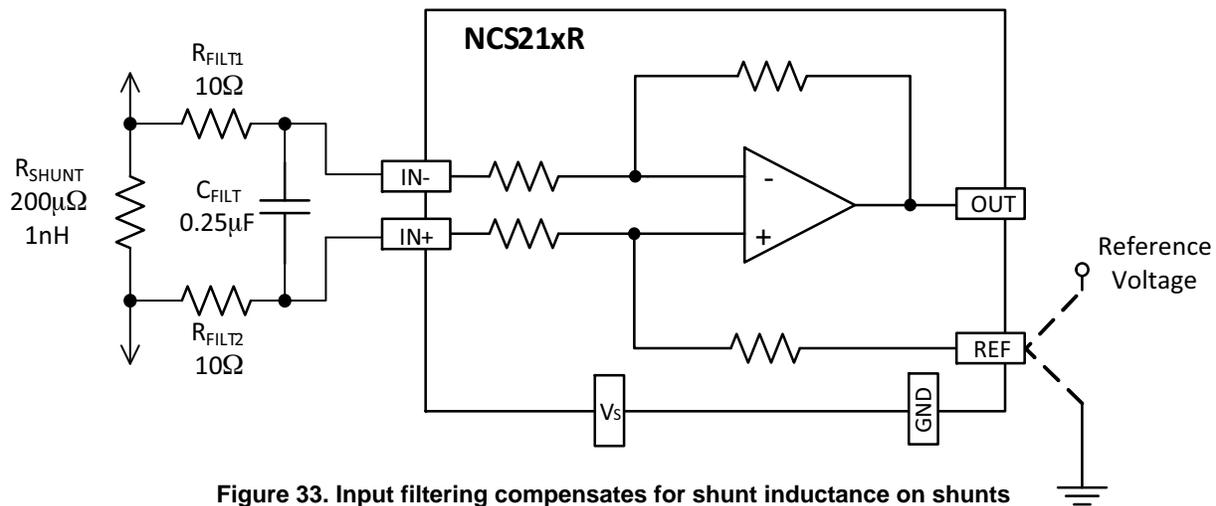 NCS21xR
RFILT1
10Ω
RSHUNT
200μΩ
1nH
CFILT
0.25μF
RFILT2
10Ω
IN-
IN+
-
+
OUT
REF
Reference
Voltage
Vs
GND
Figure 33. Input filtering compensates for shunt inductance on shunts